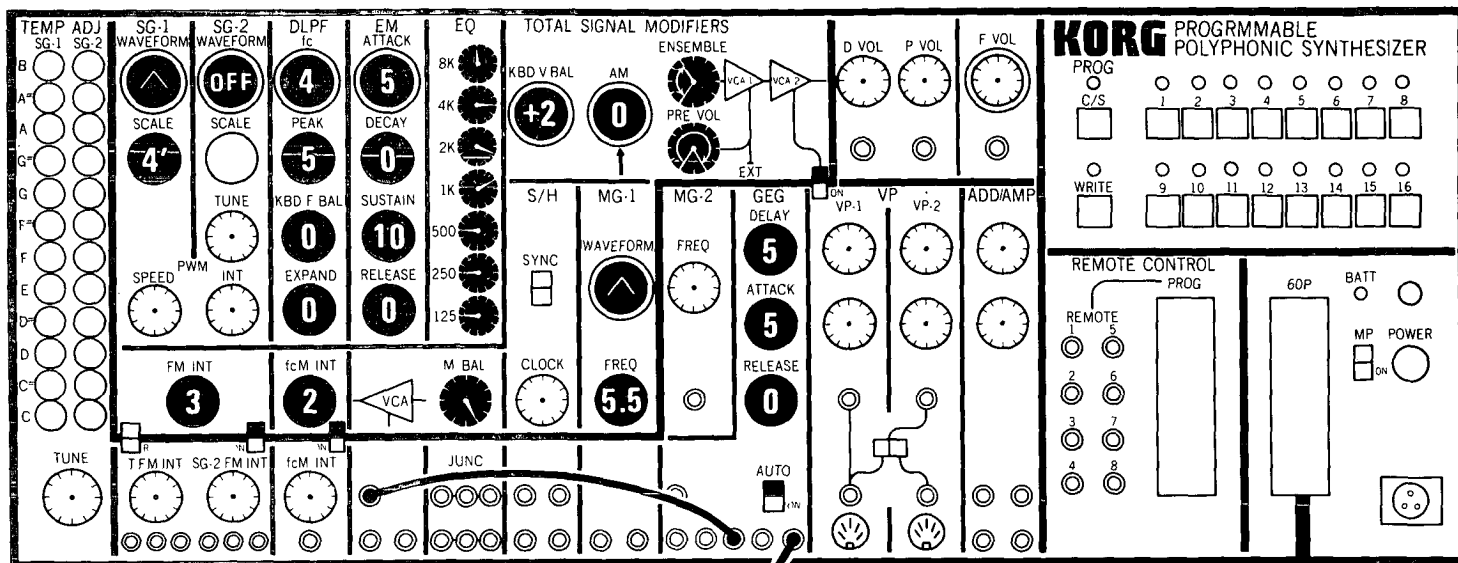 TEMP ADJ
SG-1 SG-2
B
A#
A
G#
G
F#
F
E
D#
D
C#
C
TUNE
SG-1
WAVEFORM
SCALE
4'
SPEED
PWM
SG-2
WAVEFORM
OFF
SCALE
TUNE
INT
DLPF
fc
4
PEAK
5
KBD F BAL
0
EXPAND
0
EM
ATTACK
5
DECAY
0
SUSTAIN
10
RELEASE
0
EQ
8K
4K
2K
1K
500
250
125
FM INT
3
fcM INT
2
VCA
M BAL
T FM INT
SG-2 FM INT
fcM INT
JUNC
TOTAL SIGNAL MODIFIERS
KBD V BAL
+2
AM
0
ENSEMBLE
PRE VOL
VCA 1
VCA 2
EXT
ON
S/H
SYNC
CLOCK
MG-1
WAVEFORM
FREQ
5.5
MG-2
FREQ
GEG
DELAY
5
ATTACK
5
RELEASE
0
AUTO
ON
D VOL
P VOL
F VOL
VP
VP-1
VP-2
ADD/AMP
KORG PROGRMMABLE
POLYPHONIC SYNTHESIZER
PROG
C/S
1 2 3 4 5 6 7 8
WRITE
9 10 11 12 13 14 15 16
REMOTE CONTROL
PROG
REMOTE
1 5
2 6
3 7
4 8
60P
BATT
MP
ON
POWER